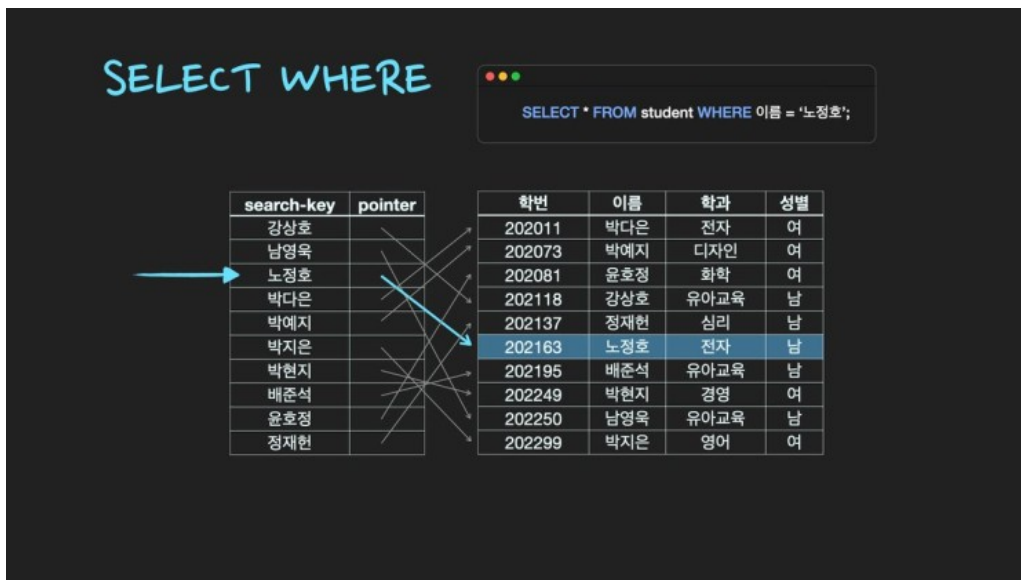 SELECT WHERE
SELECT * FROM student WHERE 이름 = ‘노정호’;
search-key pointer
강상호
남영욱
노정호
박다은
박예지
박지은
박현지
배준석
윤호정
정재헌
학번 이름 학과 성별
202011 박다은 전자 여
202073 박예지 디자인 여
202081 윤호정 화학 여
202118 강상호 유아교육 남
202137 정재헌 심리 남
202163 노정호 전자 남
202195 배준석 유아교육 남
202249 박현지 경영 여
202250 남영욱 유아교육 남
202299 박지은 영어 여